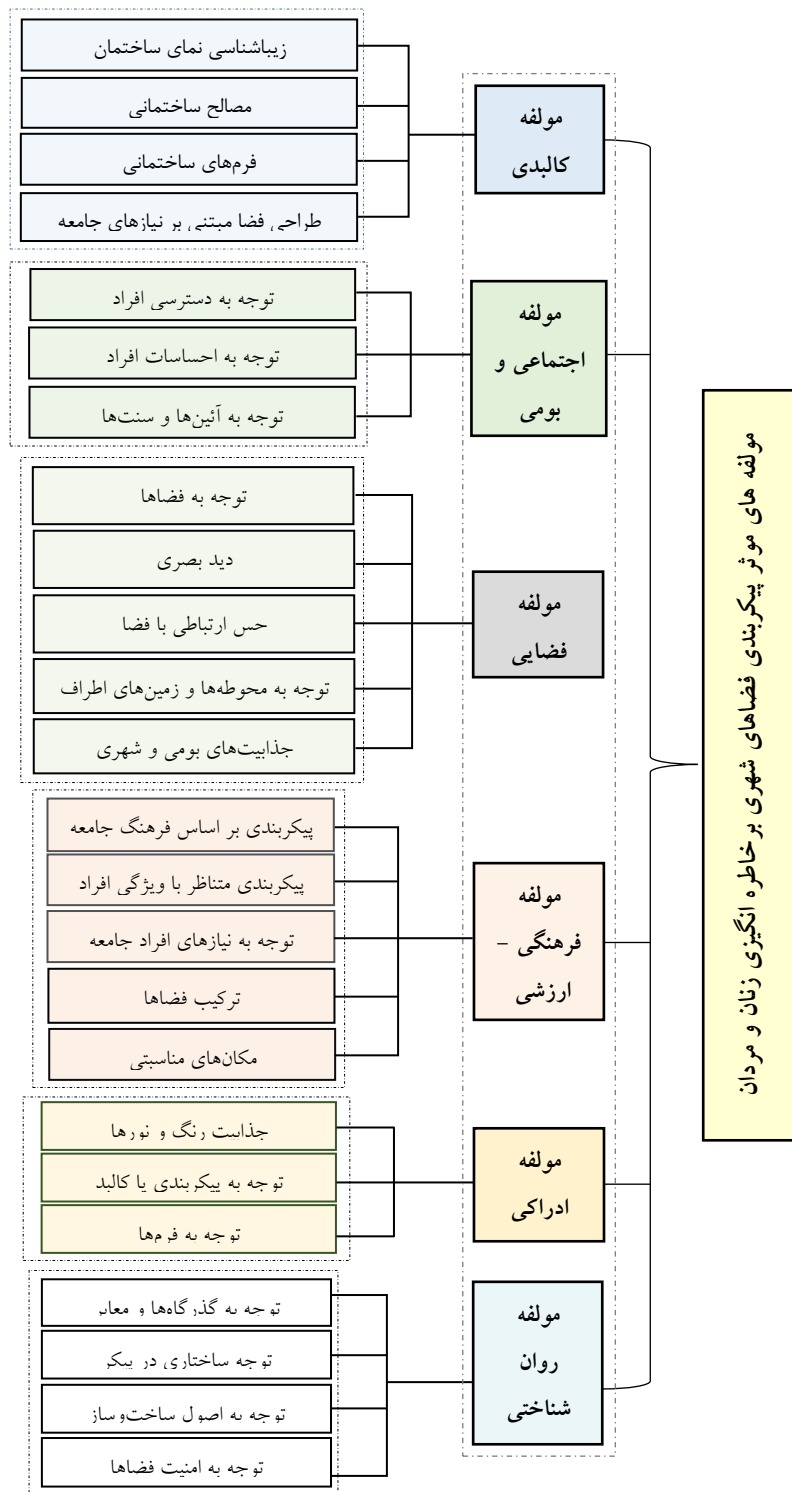 مولفه های موثر پیکربندی فضاهای شهری برخاطره انگیزی زنان و مردان
مولفه
کالبدی
زیباشناسی نمای ساختمان
مصالح ساختمانی
فرم‌های ساختمانی
طراحی فضا مبتنی بر نیازهای جامعه
مولفه
اجتماعی و
بومی
توجه به دسترسی افراد
توجه به احساسات افراد
توجه به آئین‌ها و سنت‌ها
مولفه
فضایی
توجه به فضاها
دید بصری
حس ارتباطی با فضا
توجه به محوطه‌ها و زمین‌های اطراف
جذابیت‌های بومی و شهری
مولفه
فرهنگی –
ارزشی
پیکربندی بر اساس فرهنگ جامعه
پیکربندی متناظر با ویژگی افراد
توجه به نیازهای افراد جامعه
ترکیب فضاها
مکان‌های مناسبتی
مولفه
ادراکی
جذابیت رنگ و نورها
توجه به پیکربندی یا کالبد
توجه به فرم‌ها
مولفه
روان
شناختی
توجه به گذرگاه‌ها و معابر
توجه ساختاری در پیکر
توجه به اصول ساخت‌وساز
توجه به امنیت فضاها